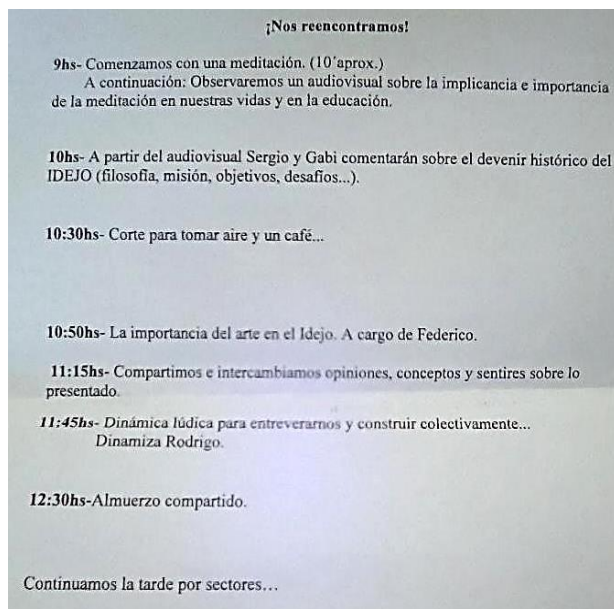 ¡Nos reencontramos!
9hs- Comenzamos con una meditación. (10´aprox.)
A continuación: Observaremos un audiovisual sobre la implicancia e importancia
de la meditación en nuestras vidas y en la educación.
10hs- A partir del audiovisual Sergio y Gabi comentarán sobre el devenir histórico del
IDEJO (filosofía, misión, objetivos, desafíos...).
10:30hs- Corte para tomar aire y un café...
10:50hs- La importancia del arte en el Idejo. A cargo de Federico.
11:15hs- Compartimos e intercambiamos opiniones, conceptos y sentires sobre lo
presentado.
11:45hs- Dinámica lúdica para entreverarnos y construir colectivamente...
Dinamiza Rodrigo.
12:30hs-Almuerzo compartido.
Continuamos la tarde por sectores...